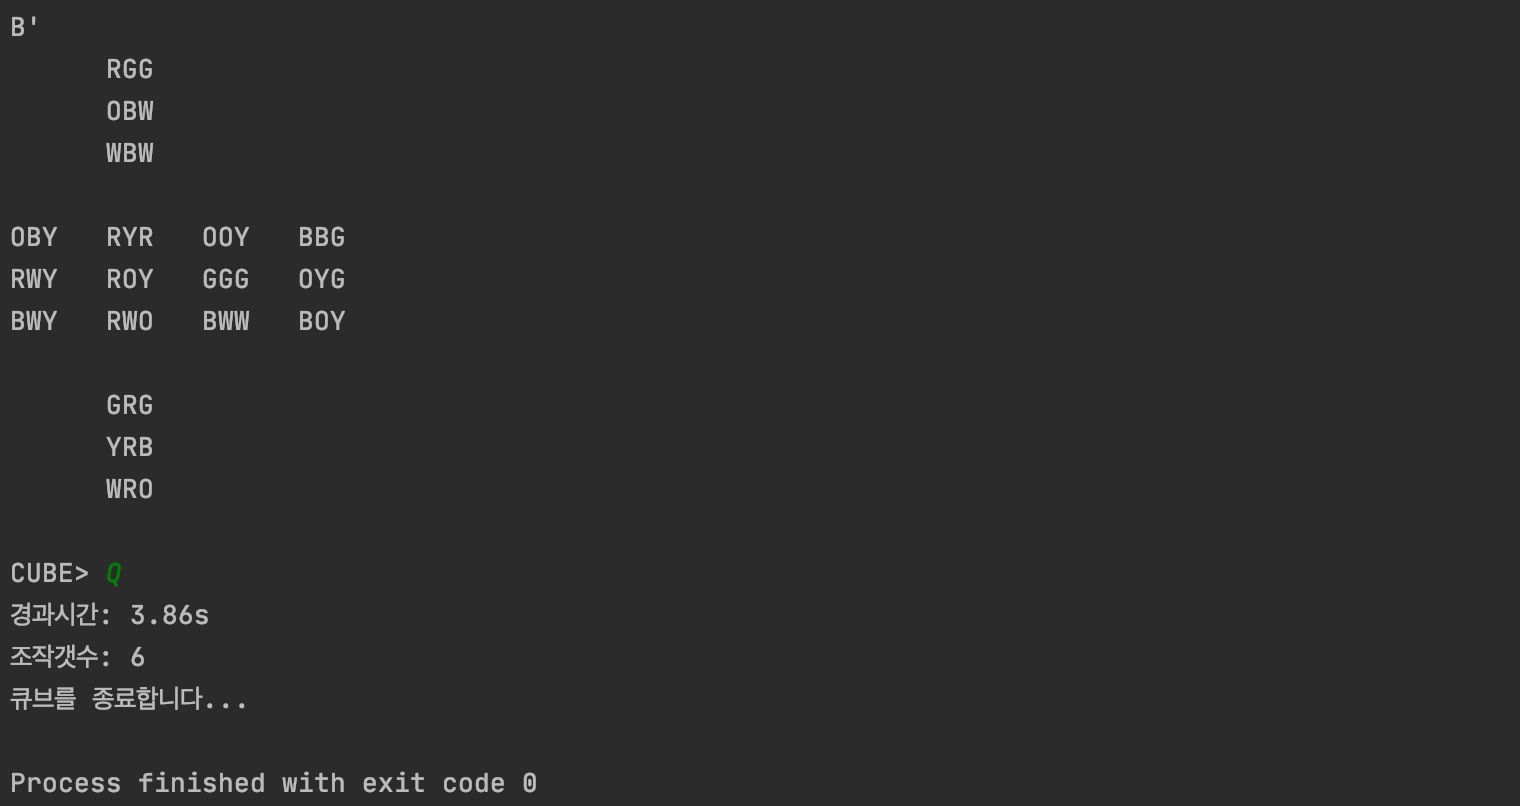 B'
RGG
OBW
WBW
OBY RYR OOY BBG
RWY ROY GGG OYG
BWY RWO BWW BOY
GRG
YRB
WRO
CUBE> Q
경과시간: 3.86s
조작갯수: 6
큐브를 종료합니다...
Process finished with exit code 0